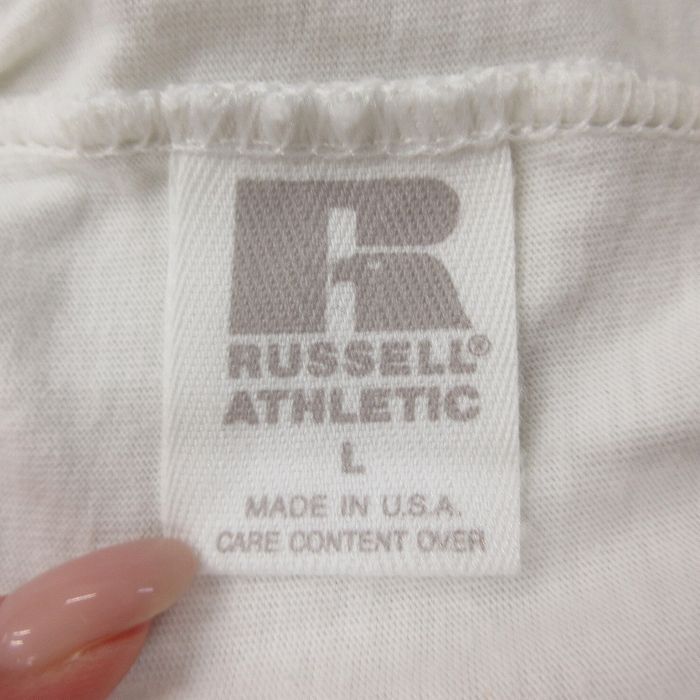 R
RUSSELL®
ATHLETIC
L
MADE IN U.S.A.
CARE CONTENT OVER